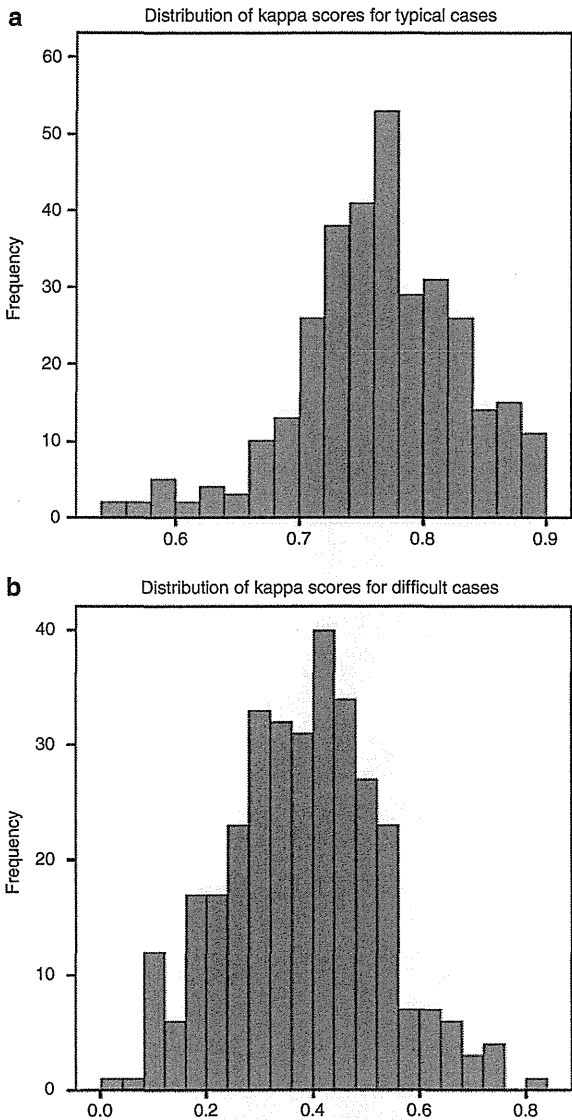 a
Distribution of kappa scores for typical cases
60
50
40
30
20
10
0
Frequency
0.6 0.7 0.8 0.9
b
Distribution of kappa scores for difficult cases
40
30
20
10
0
Frequency
0.0 0.2 0.4 0.6 0.8